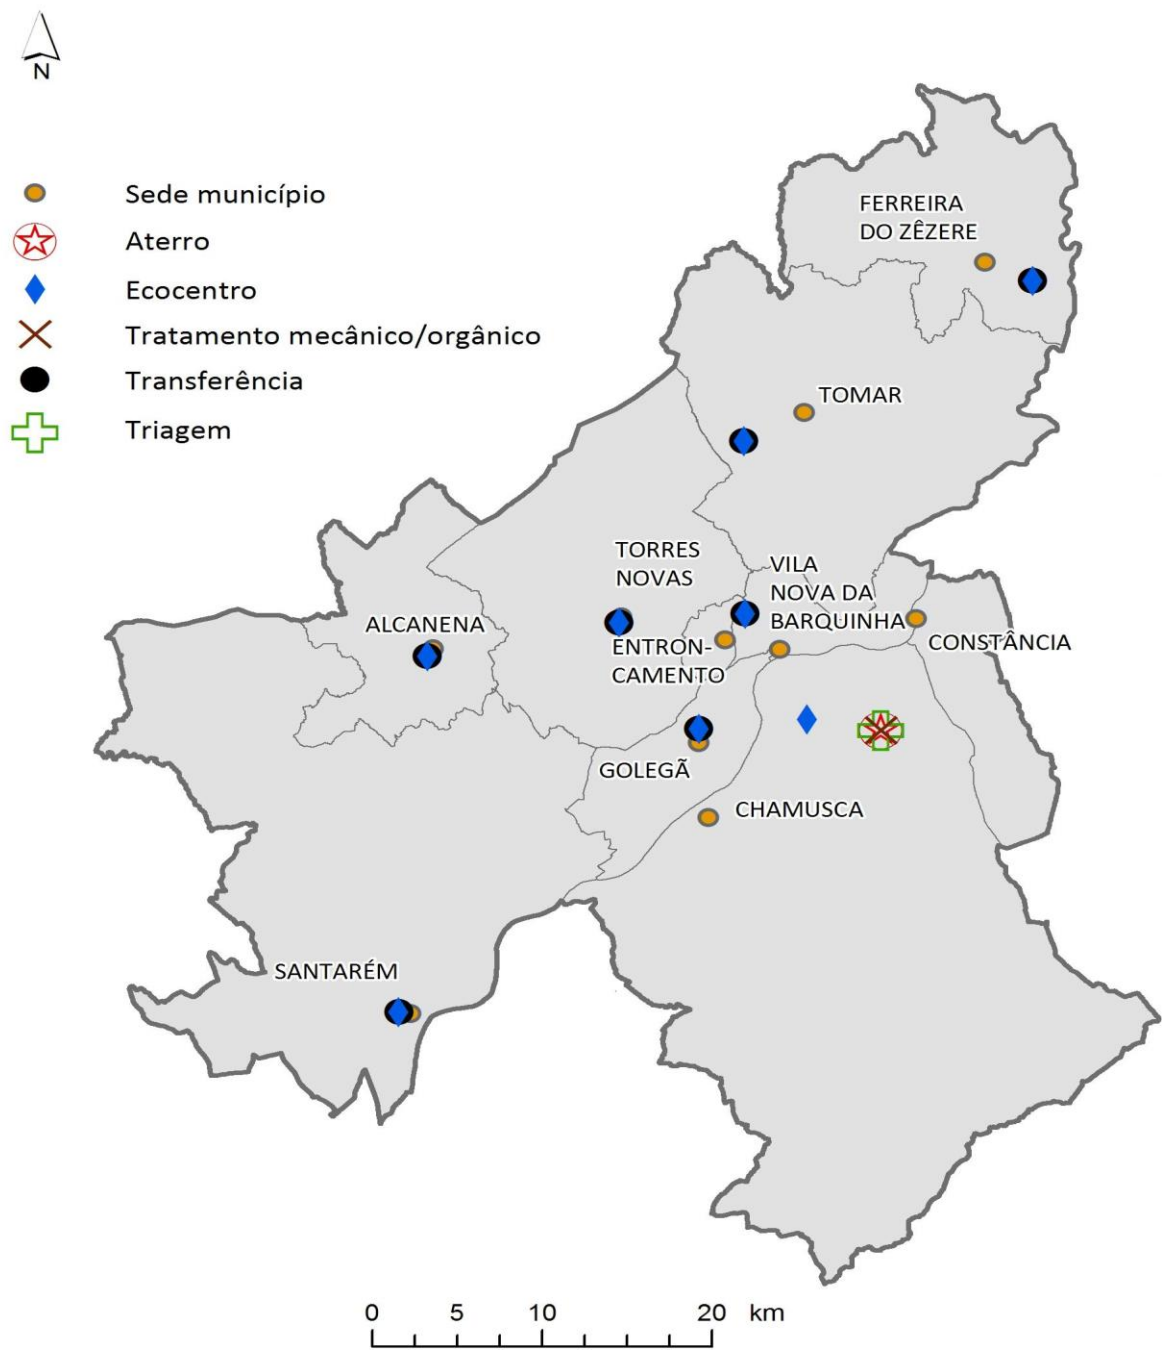 N
Sede município
Aterro
Ecocentro
Tratamento mecânico/orgânico
Transferência
Triagem
FERREIRA
DO ZÊZERE
TOMAR
TORRES
NOVAS
VILA
NOVA DA
BARQUINHA
ALCANENA
ENTRON-
CAMENTO
CONSTÂNCIA
GOLEGÃ
CHAMUSCA
SANTARÉM
0 5 10 20 km